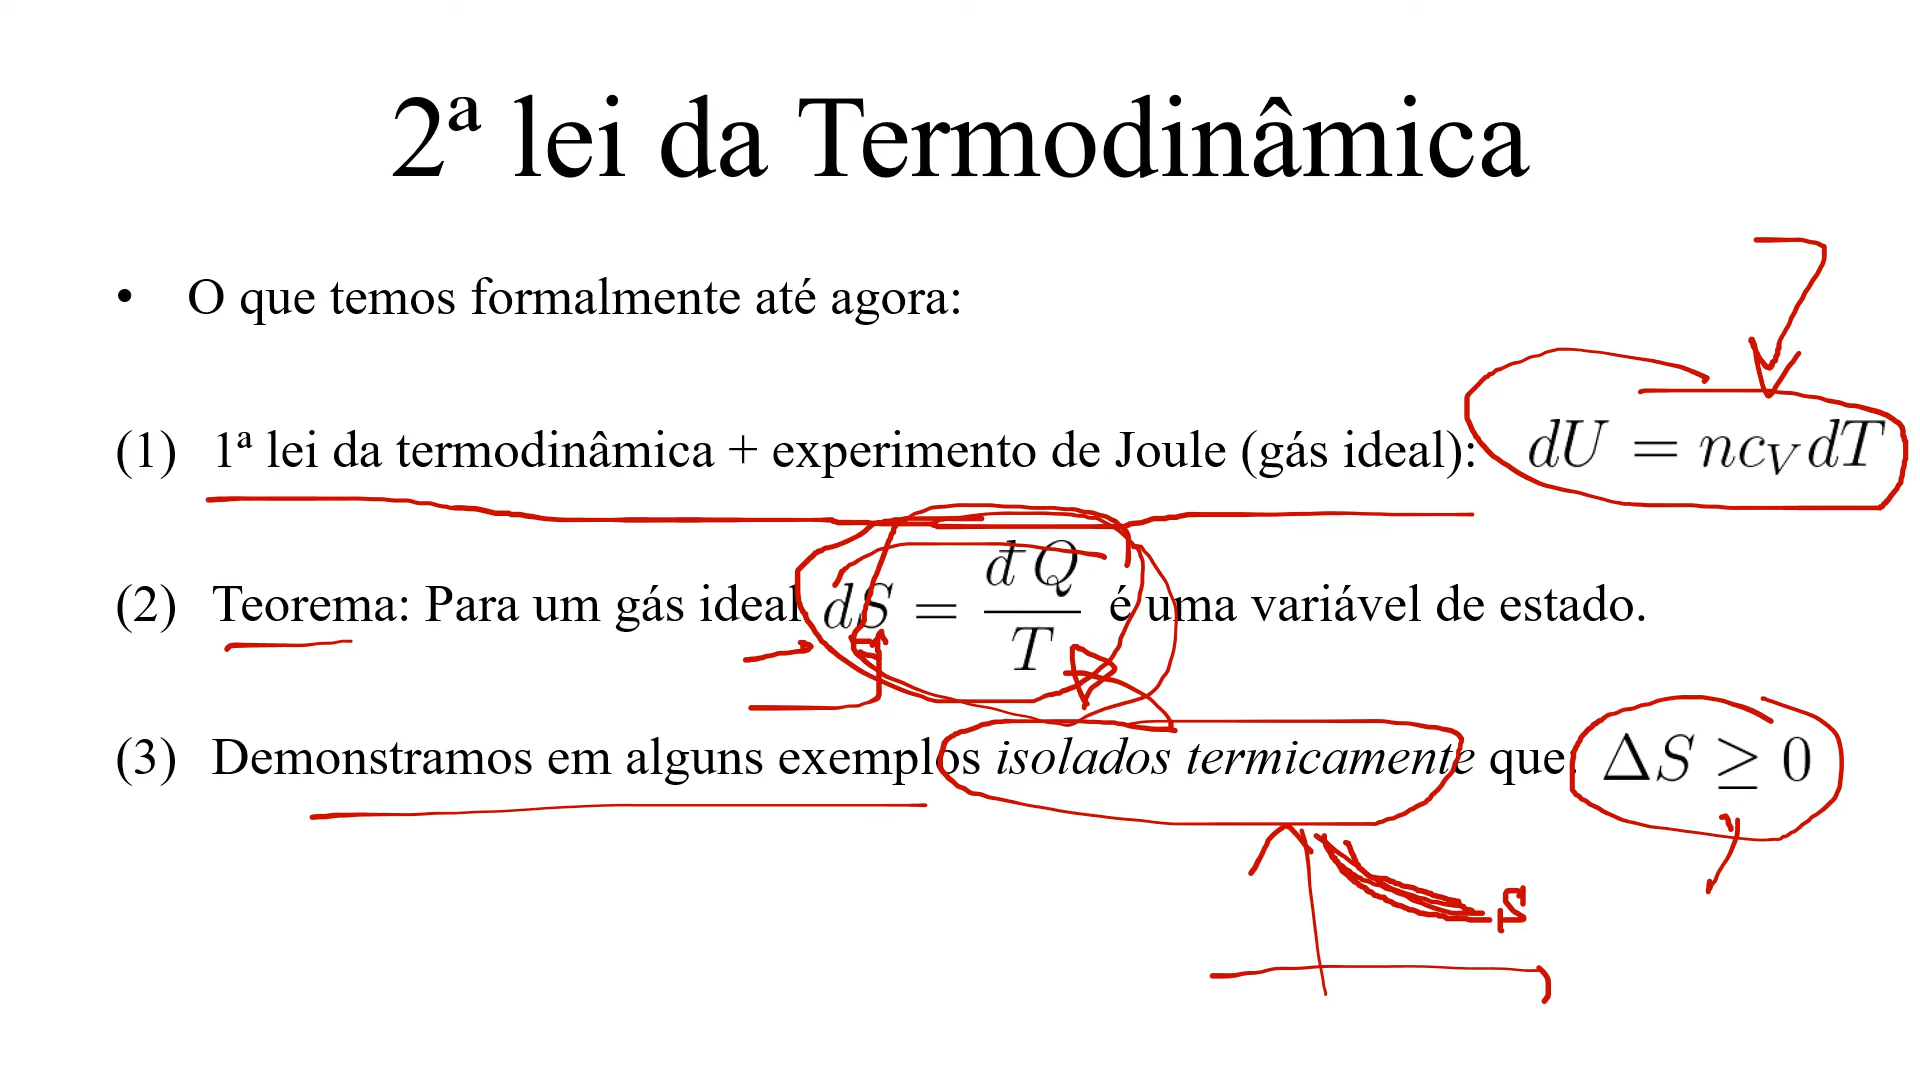 2ª lei da Termodinâmica
• O que temos formalmente até agora:
(1) 1ª lei da termodinâmica + experimento de Joule (gás ideal): dU = nc_V dT
(2) Teorema: Para um gás ideal dS = đQ/T é uma variável de estado.
(3) Demonstramos em alguns exemplos isolados termicamente que: ΔS ≥ 0